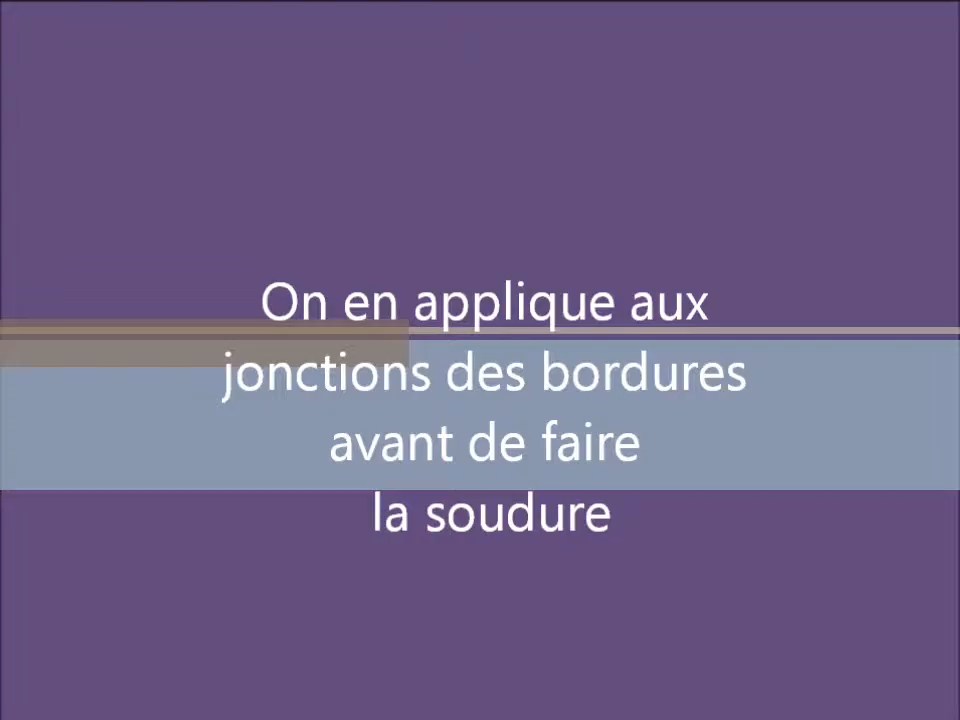 On en applique aux
jonctions des bordures
avant de faire
la soudure